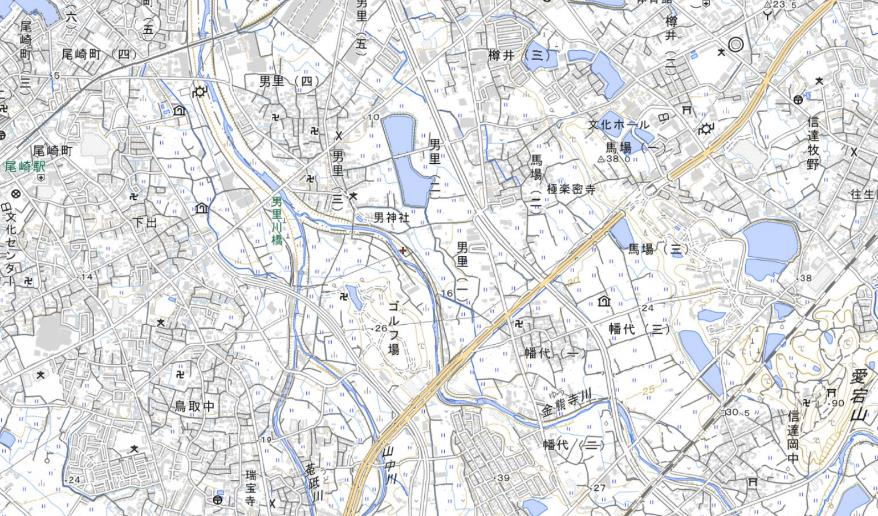 尾崎町（三）
（六）
尾崎町（四）
（五）
男里（五）
男里（四）
5
10
樽井（三）
樽井（二）
23.5
文化ホール
馬場（一）
38.0
信達牧野
往生
尾崎町
尾崎駅
男里（三）
男里（二）
馬場（二）
極楽密寺
文化センター
下出
男里川橋
男神社
男里（一）
馬場（三）
14
16
24
38
26
ゴルフ場
幡代（三）
幡代（一）
25
愛宕山
鳥取中
金熊寺川
ゆうし
30.5
90
信達岡中
19
山中川
菟砥川
幡代（二）
24
瑞宝寺
39
27